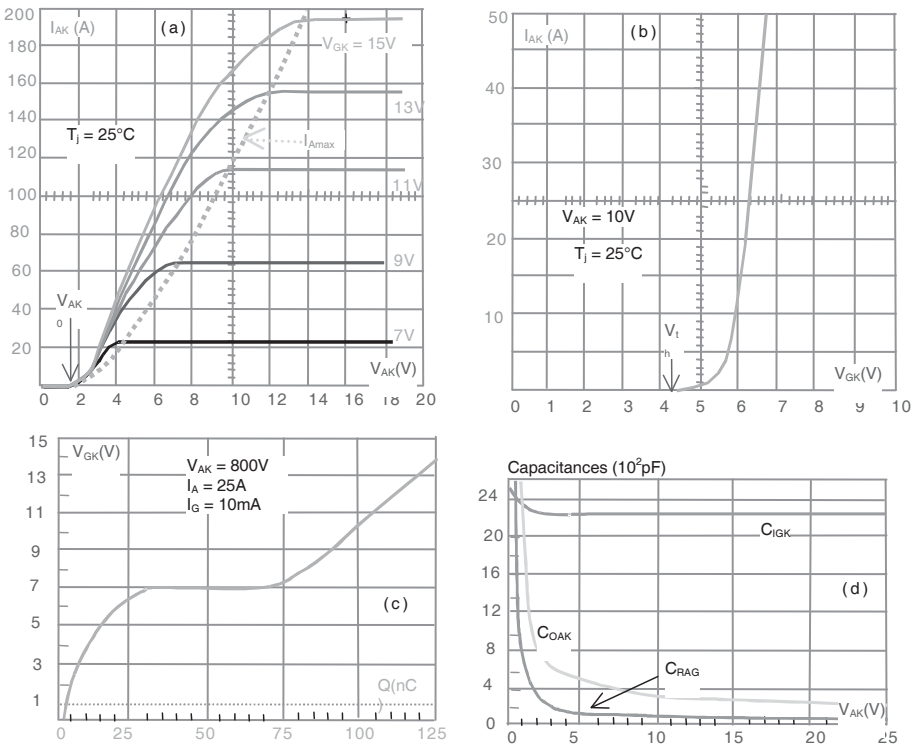 200
I_AK (A)
(a)
V_GK = 15V
180
160
140
13V
T_j = 25°C
120
I_Amax
100
11V
80
60
9V
V_AK
0
40
7V
20
V_AK(V)
0 2 4 6 8 10 12 14 16 18 20
50
I_AK (A)
(b)
40
30
V_AK = 10V
20
T_j = 25°C
10
V_t
h
V_GK(V)
0 1 2 3 4 5 6 7 8 9 10
15
V_GK(V)
V_AK = 800V
13
I_A = 25A
I_G = 10mA
11
9
7
(c)
5
3
Q(nC
)
1
0 25 50 75 100 125
Capacitances (10²pF)
24
C_IGK
20
16
(d)
12
C_OAK
8
C_RAG
4
V_AK(V)
0
0 5 10 15 20 25